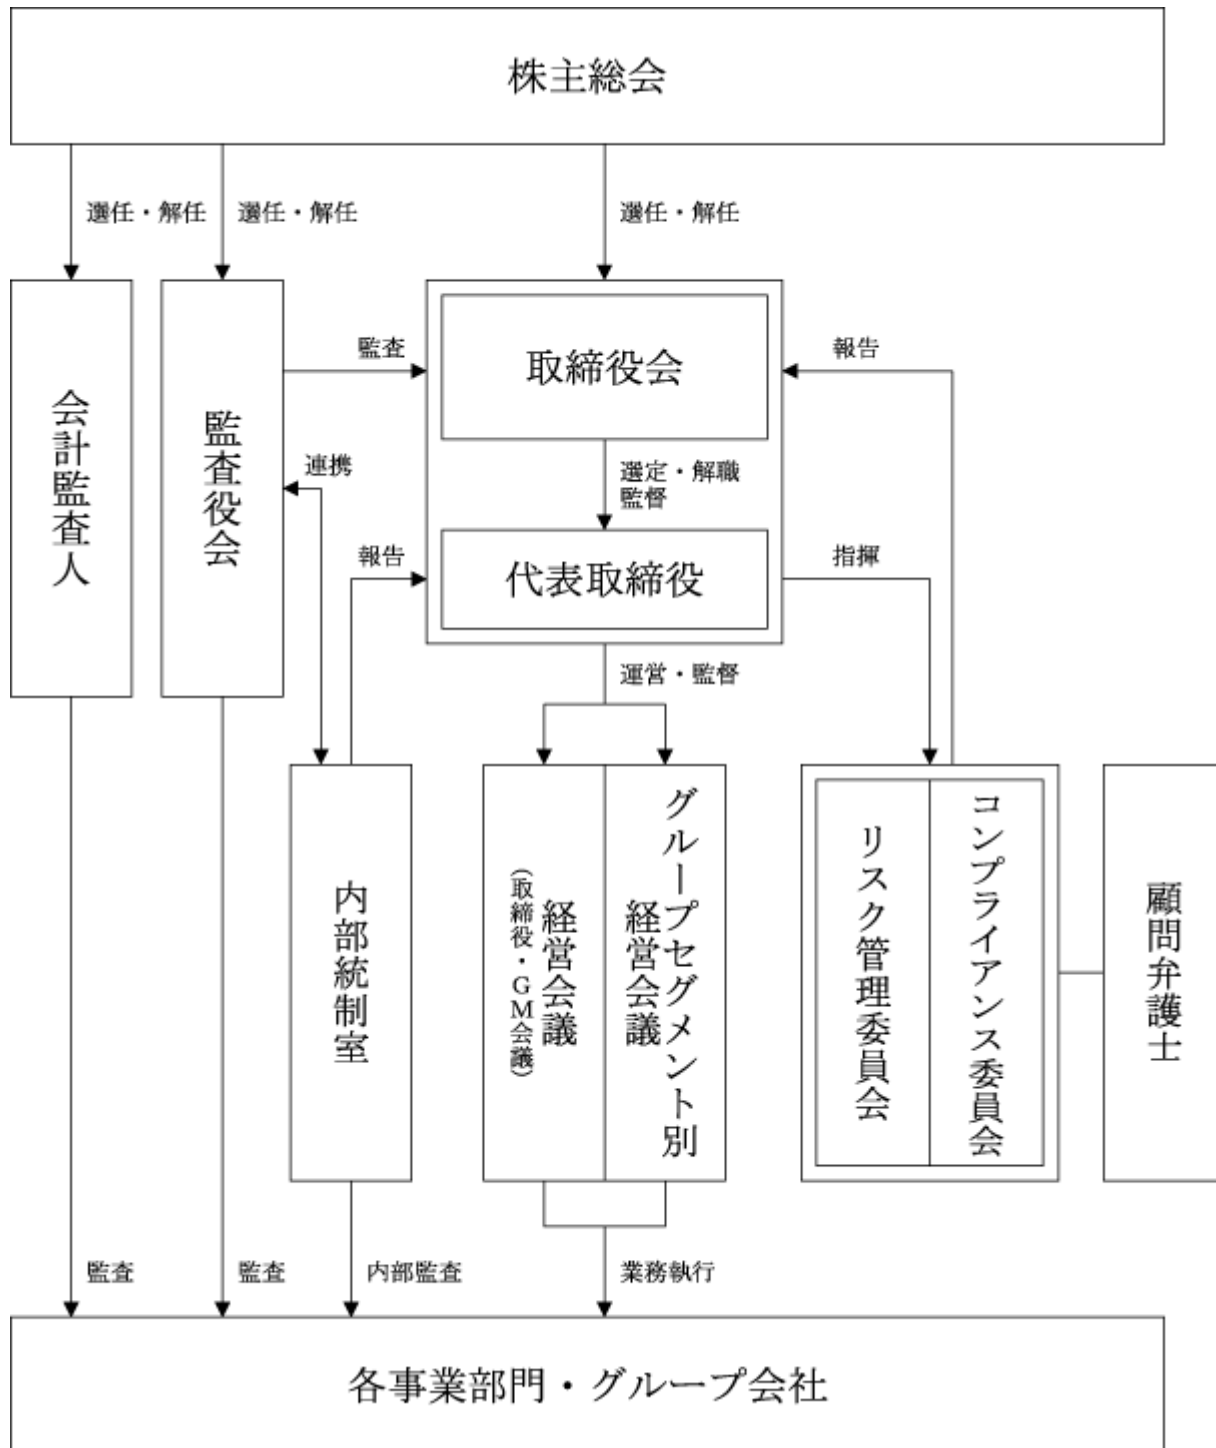 株主総会
選任・解任
選任・解任
選任・解任
会計監査人
監査役会
監査
取締役会
報告
連携
選定・解職
監督
報告
代表取締役
指揮
運営・監督
内部統制室
経営会議
(取締役・GM会議)
グループセグメント別
経営会議
リスク管理委員会
コンプライアンス委員会
顧問弁護士
監査
監査
内部監査
業務執行
各事業部門・グループ会社